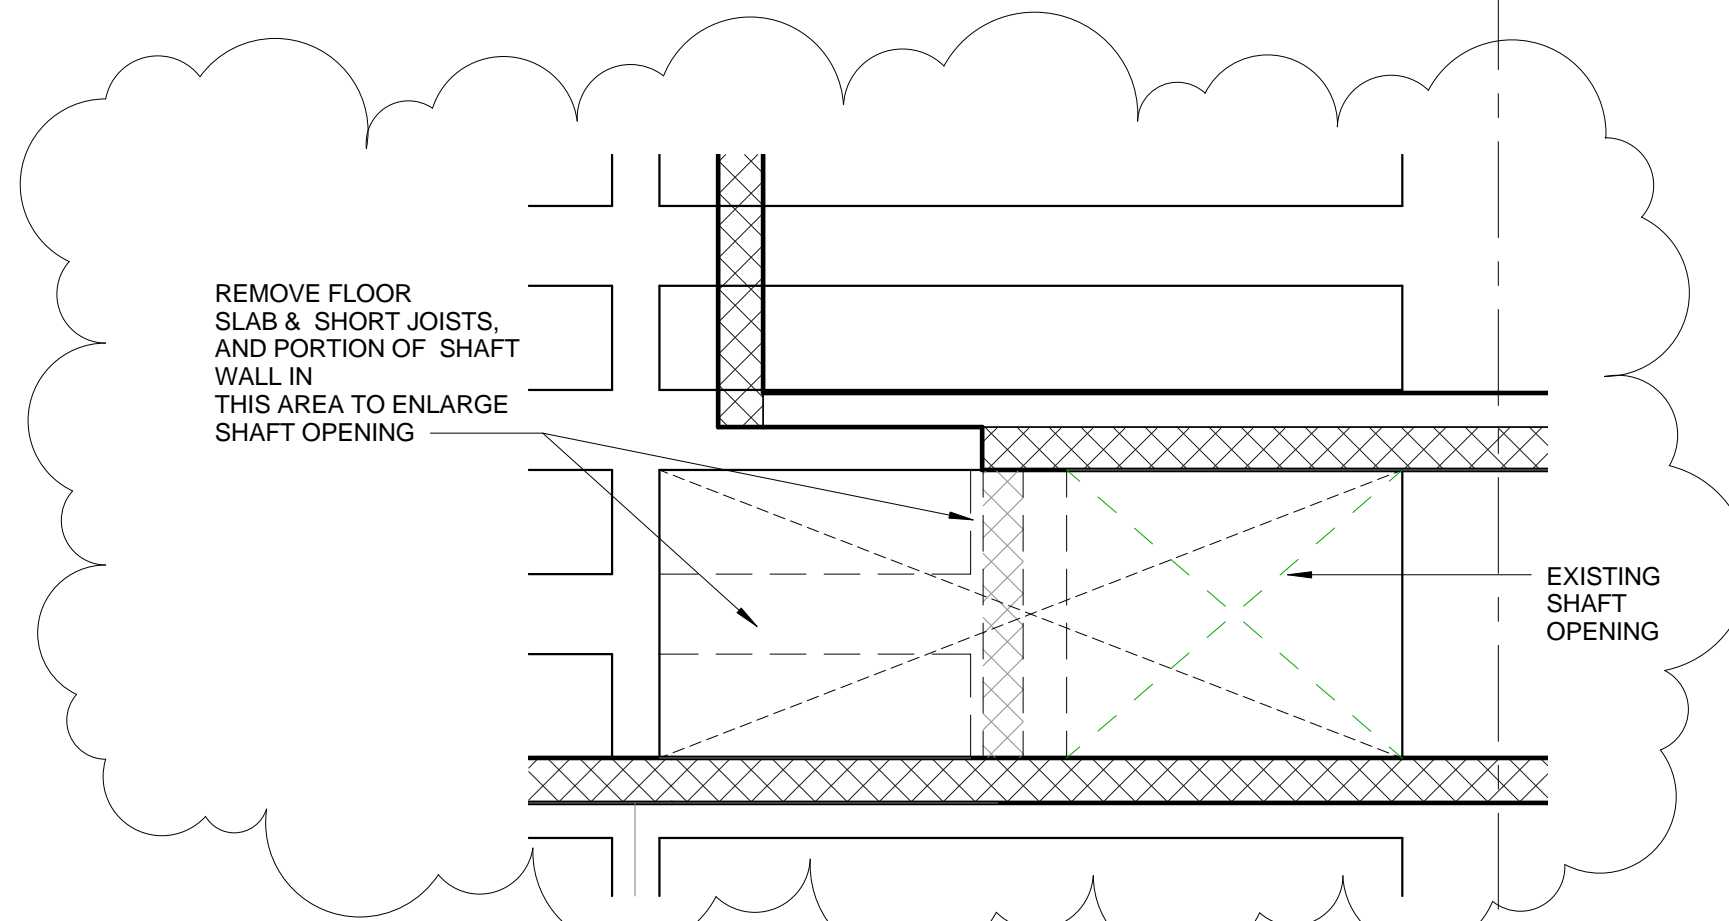 REMOVE FLOOR
SLAB & SHORT JOISTS,
AND PORTION OF SHAFT
WALL IN
THIS AREA TO ENLARGE
SHAFT OPENING
EXISTING
SHAFT
OPENING